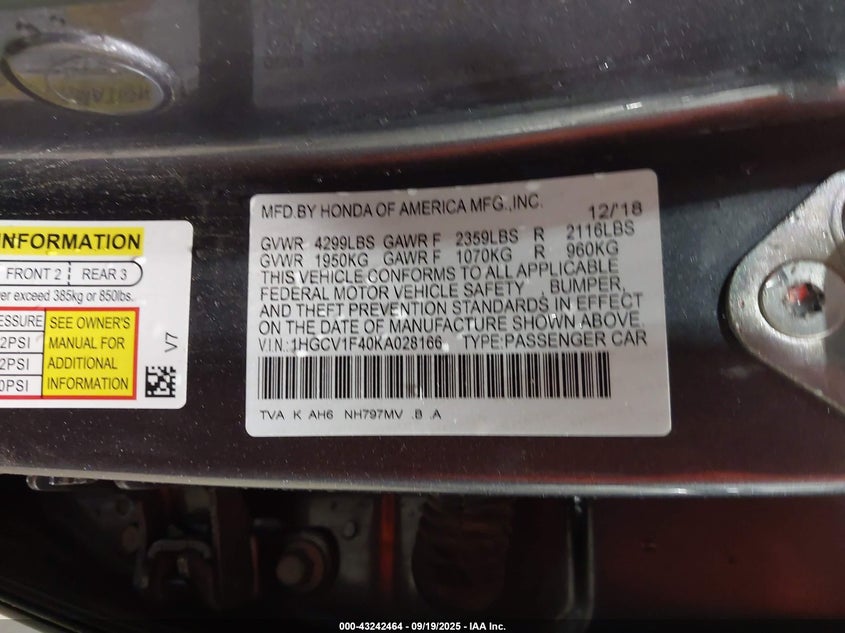 INFORMATION
FRONT 2 REAR 3
er exceed 385kg or 850lbs.
ESSURE SEE OWNER'S
2PSI MANUAL FOR
2PSI ADDITIONAL
0PSI INFORMATION
V7
MFD.BY HONDA OF AMERICA MFG.,INC. 12/18
GVWR 4299LBS GAWR F 2359LBS R 2116LBS
GVWR 1950KG GAWR F 1070KG R 960KG
THIS VEHICLE CONFORMS TO ALL APPLICABLE
FEDERAL MOTOR VEHICLE SAFETY BUMPER,
AND THEFT PREVENTION STANDARDS IN EFFECT
ON THE DATE OF MANUFACTURE SHOWN ABOVE.
VIN:1HGCV1F40KA028166 TYPE:PASSENGER CAR
TVA K AH6 NH797MV .B .A
000-43242464 - 09/19/2025 - IAA Inc.